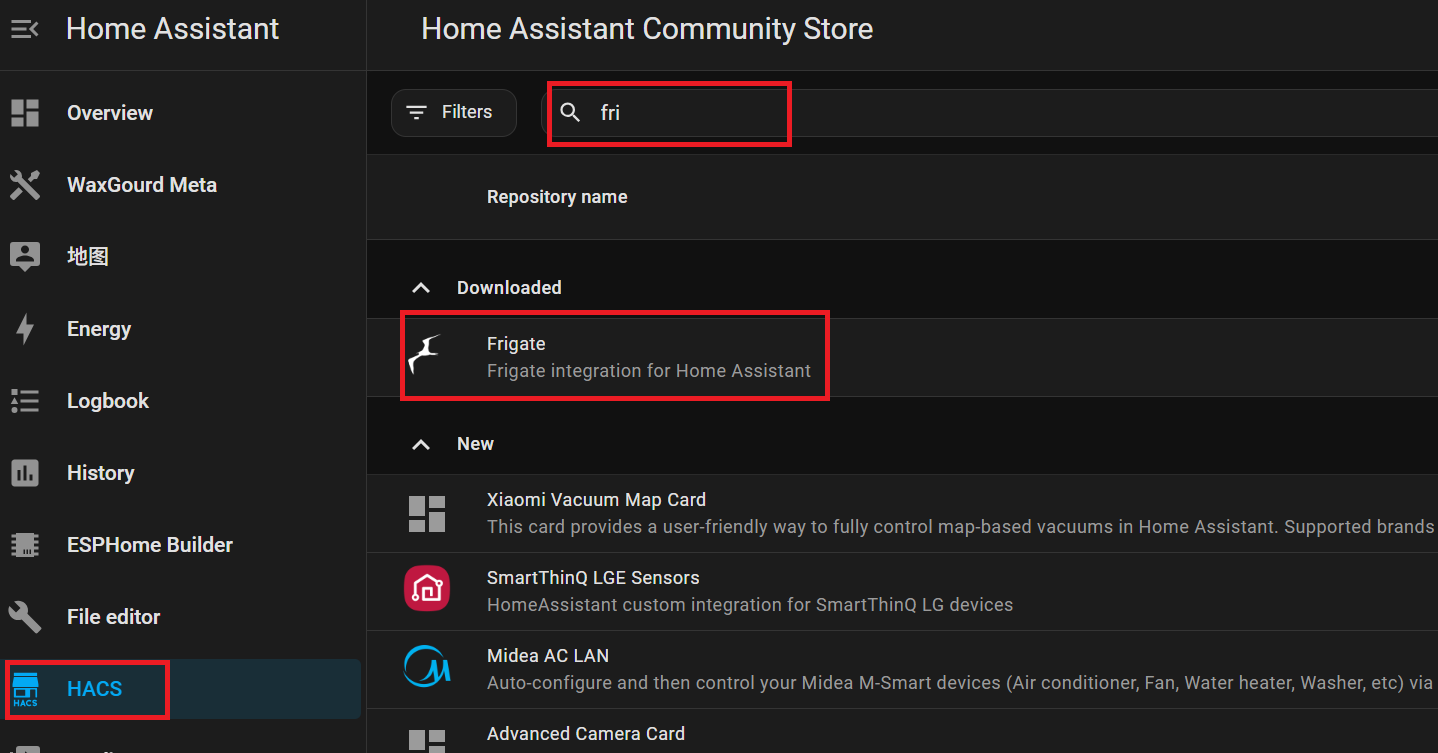 Home Assistant
Overview
WaxGourd Meta
地图
Energy
Logbook
History
ESPHome Builder
File editor
HACS
HACS
Home Assistant Community Store
Filters
fri
Repository name
Downloaded
Frigate
Frigate integration for Home Assistant
New
Xiaomi Vacuum Map Card
This card provides a user-friendly way to fully control map-based vacuums in Home Assistant. Supported brands
SmartThinQ LGE Sensors
HomeAssistant custom integration for SmartThinQ LG devices
Midea AC LAN
Auto-configure and then control your Midea M-Smart devices (Air conditioner, Fan, Water heater, Washer, etc) via
Advanced Camera Card